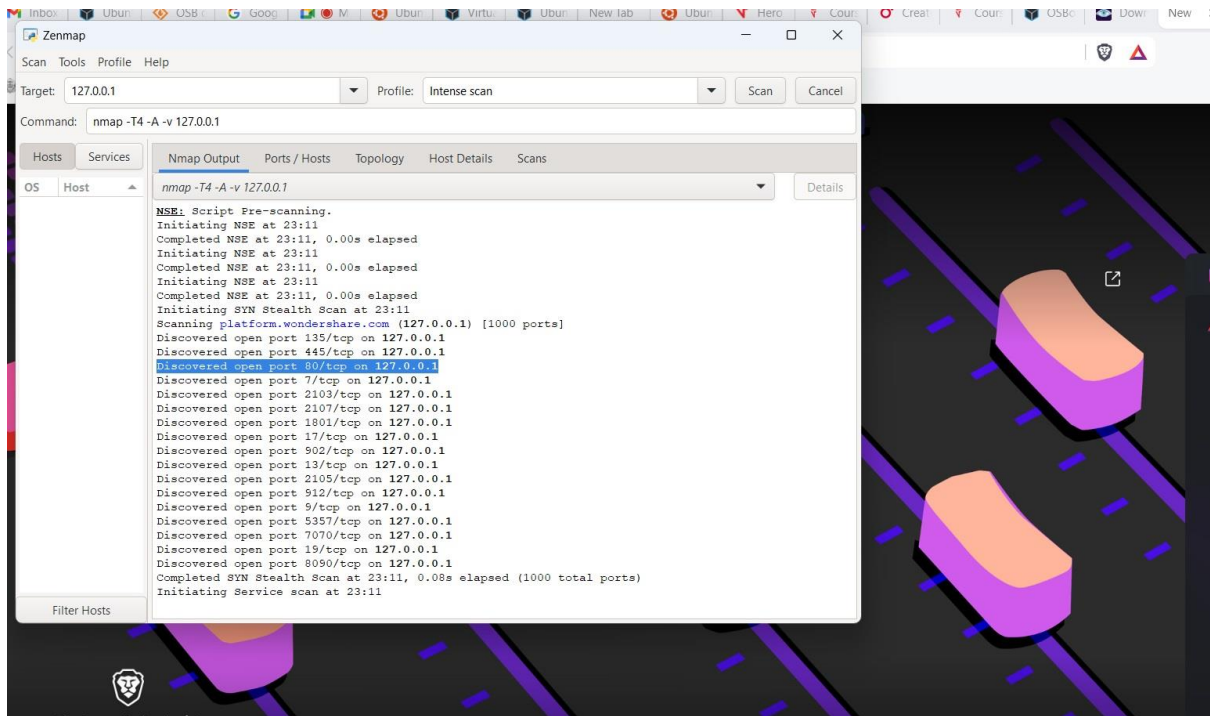 Inbox Ubun OSB Goog M Ubun Virtu Ubun New Tab Ubun Hero Cour Creat Cours OSBo Down New
Zenmap
Scan Tools Profile Help
Target: 127.0.0.1 Profile: Intense scan Scan Cancel
Command: nmap -T4 -A -v 127.0.0.1
Hosts Services Nmap Output Ports / Hosts Topology Host Details Scans
OS Host nmap -T4 -A -v 127.0.0.1 Details
NSE: Script Pre-scanning.
Initiating NSE at 23:11
Completed NSE at 23:11, 0.00s elapsed
Initiating NSE at 23:11
Completed NSE at 23:11, 0.00s elapsed
Initiating NSE at 23:11
Completed NSE at 23:11, 0.00s elapsed
Initiating SYN Stealth Scan at 23:11
Scanning platform.wondershare.com (127.0.0.1) [1000 ports]
Discovered open port 135/tcp on 127.0.0.1
Discovered open port 445/tcp on 127.0.0.1
Discovered open port 80/tcp on 127.0.0.1
Discovered open port 7/tcp on 127.0.0.1
Discovered open port 2103/tcp on 127.0.0.1
Discovered open port 2107/tcp on 127.0.0.1
Discovered open port 1801/tcp on 127.0.0.1
Discovered open port 17/tcp on 127.0.0.1
Discovered open port 902/tcp on 127.0.0.1
Discovered open port 13/tcp on 127.0.0.1
Discovered open port 2105/tcp on 127.0.0.1
Discovered open port 912/tcp on 127.0.0.1
Discovered open port 9/tcp on 127.0.0.1
Discovered open port 5357/tcp on 127.0.0.1
Discovered open port 7070/tcp on 127.0.0.1
Discovered open port 19/tcp on 127.0.0.1
Discovered open port 8090/tcp on 127.0.0.1
Completed SYN Stealth Scan at 23:11, 0.08s elapsed (1000 total ports)
Initiating Service scan at 23:11
Filter Hosts